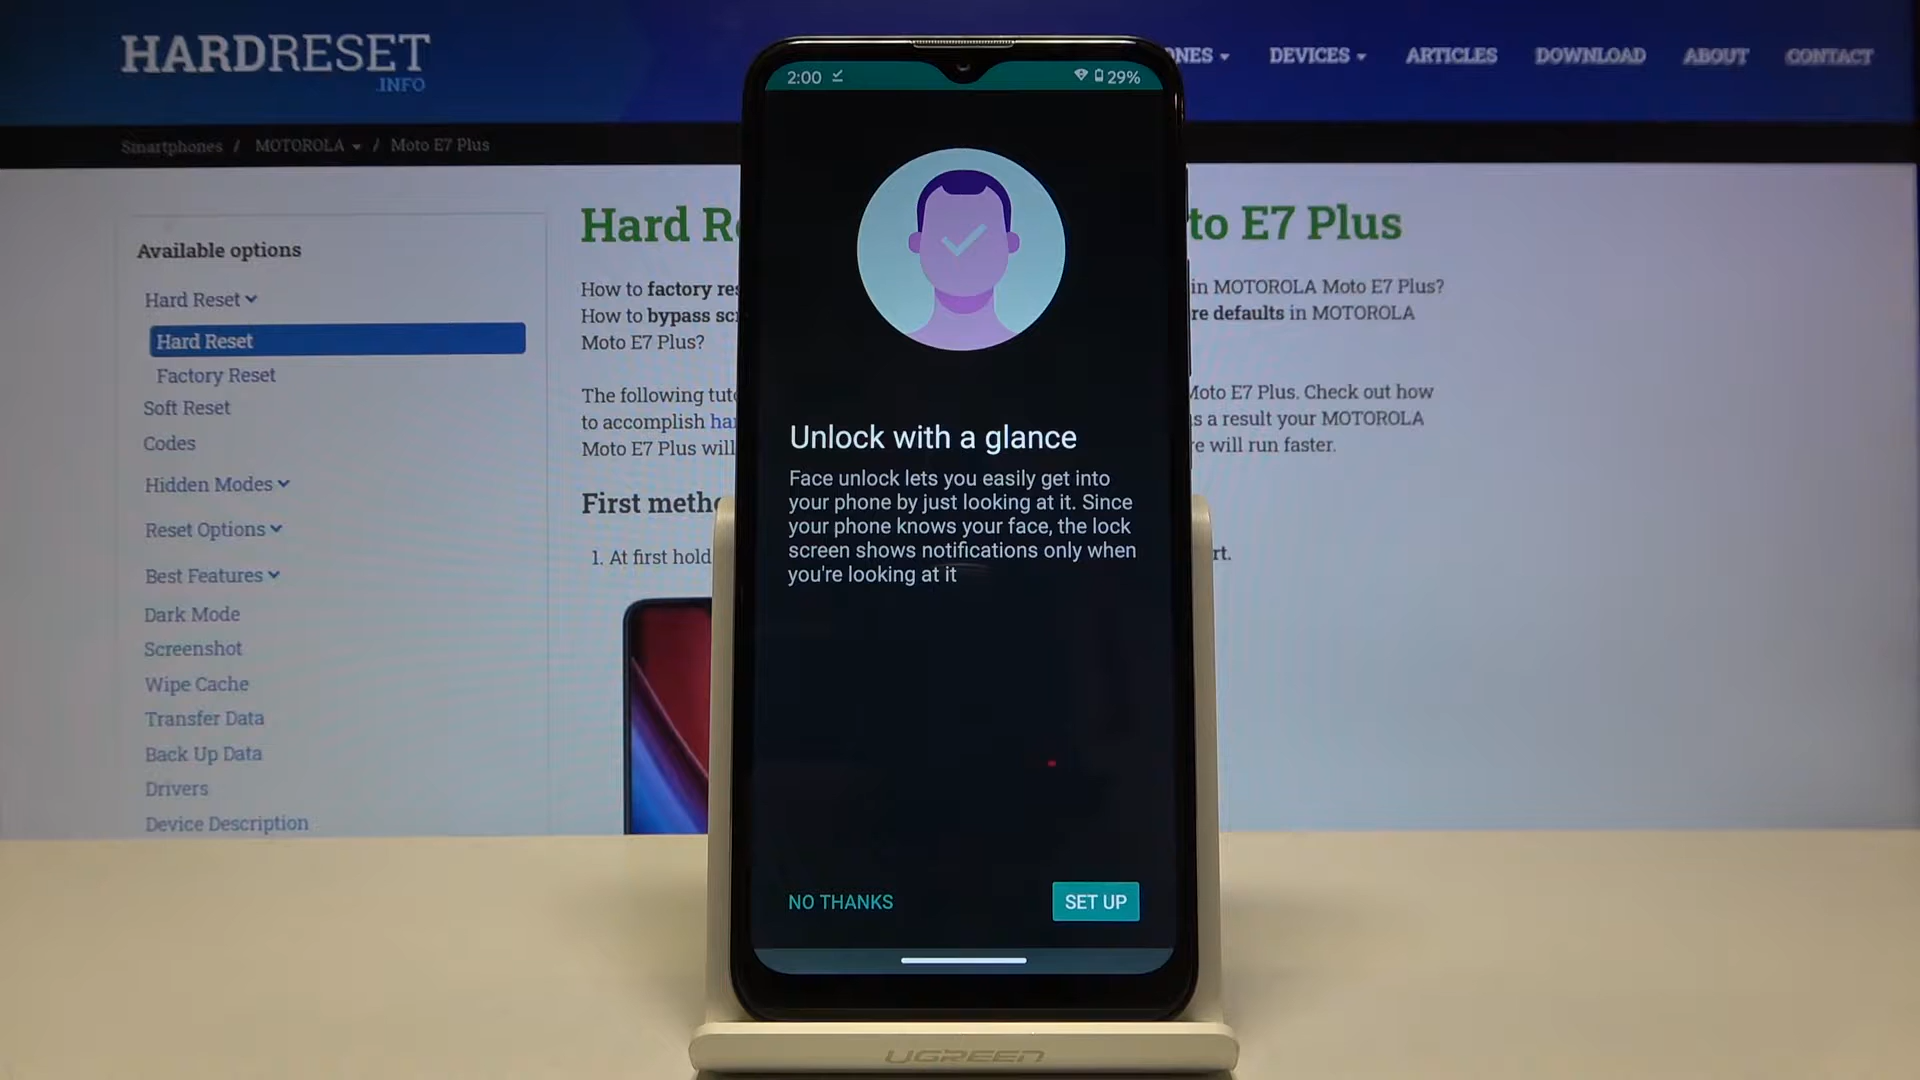 HARDRESET
.INFO
NES
DEVICES
ARTICLES
DOWNLOAD
ABOUT
CONTACT
Smartphones / MOTOROLA / Moto E7 Plus
Available options
Hard Reset
Hard Reset
Factory Reset
Soft Reset
Codes
Hidden Modes
Reset Options
Best Features
Dark Mode
Screenshot
Wipe Cache
Transfer Data
Back Up Data
Drivers
Device Description
Hard R
to E7 Plus
How to factory res
in MOTOROLA Moto E7 Plus?
How to bypass scr
re defaults in MOTOROLA
Moto E7 Plus?
The following tuto
Moto E7 Plus. Check out how
to accomplish har
s a result your MOTOROLA
Moto E7 Plus will
e will run faster.
First metho
1. At first hold
rt.
2:00
29%
Unlock with a glance
Face unlock lets you easily get into
your phone by just looking at it. Since
your phone knows your face, the lock
screen shows notifications only when
you're looking at it
NO THANKS
SET UP
UGREEN